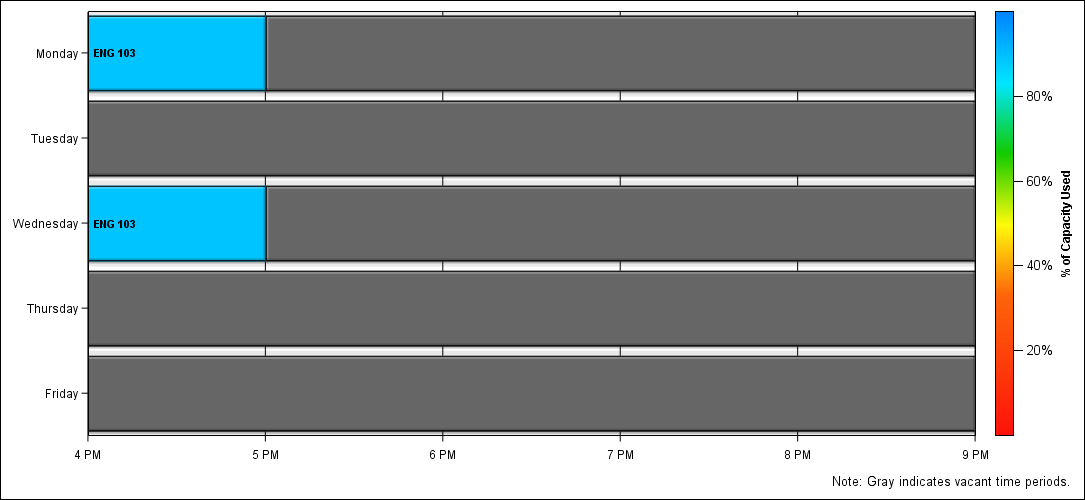 Monday
ENG 103
Tuesday
Wednesday
ENG 103
Thursday
Friday
4 PM 5 PM 6 PM 7 PM 8 PM 9 PM
80%
60%
40%
20%
% of Capacity Used
Note: Gray indicates vacant time periods.